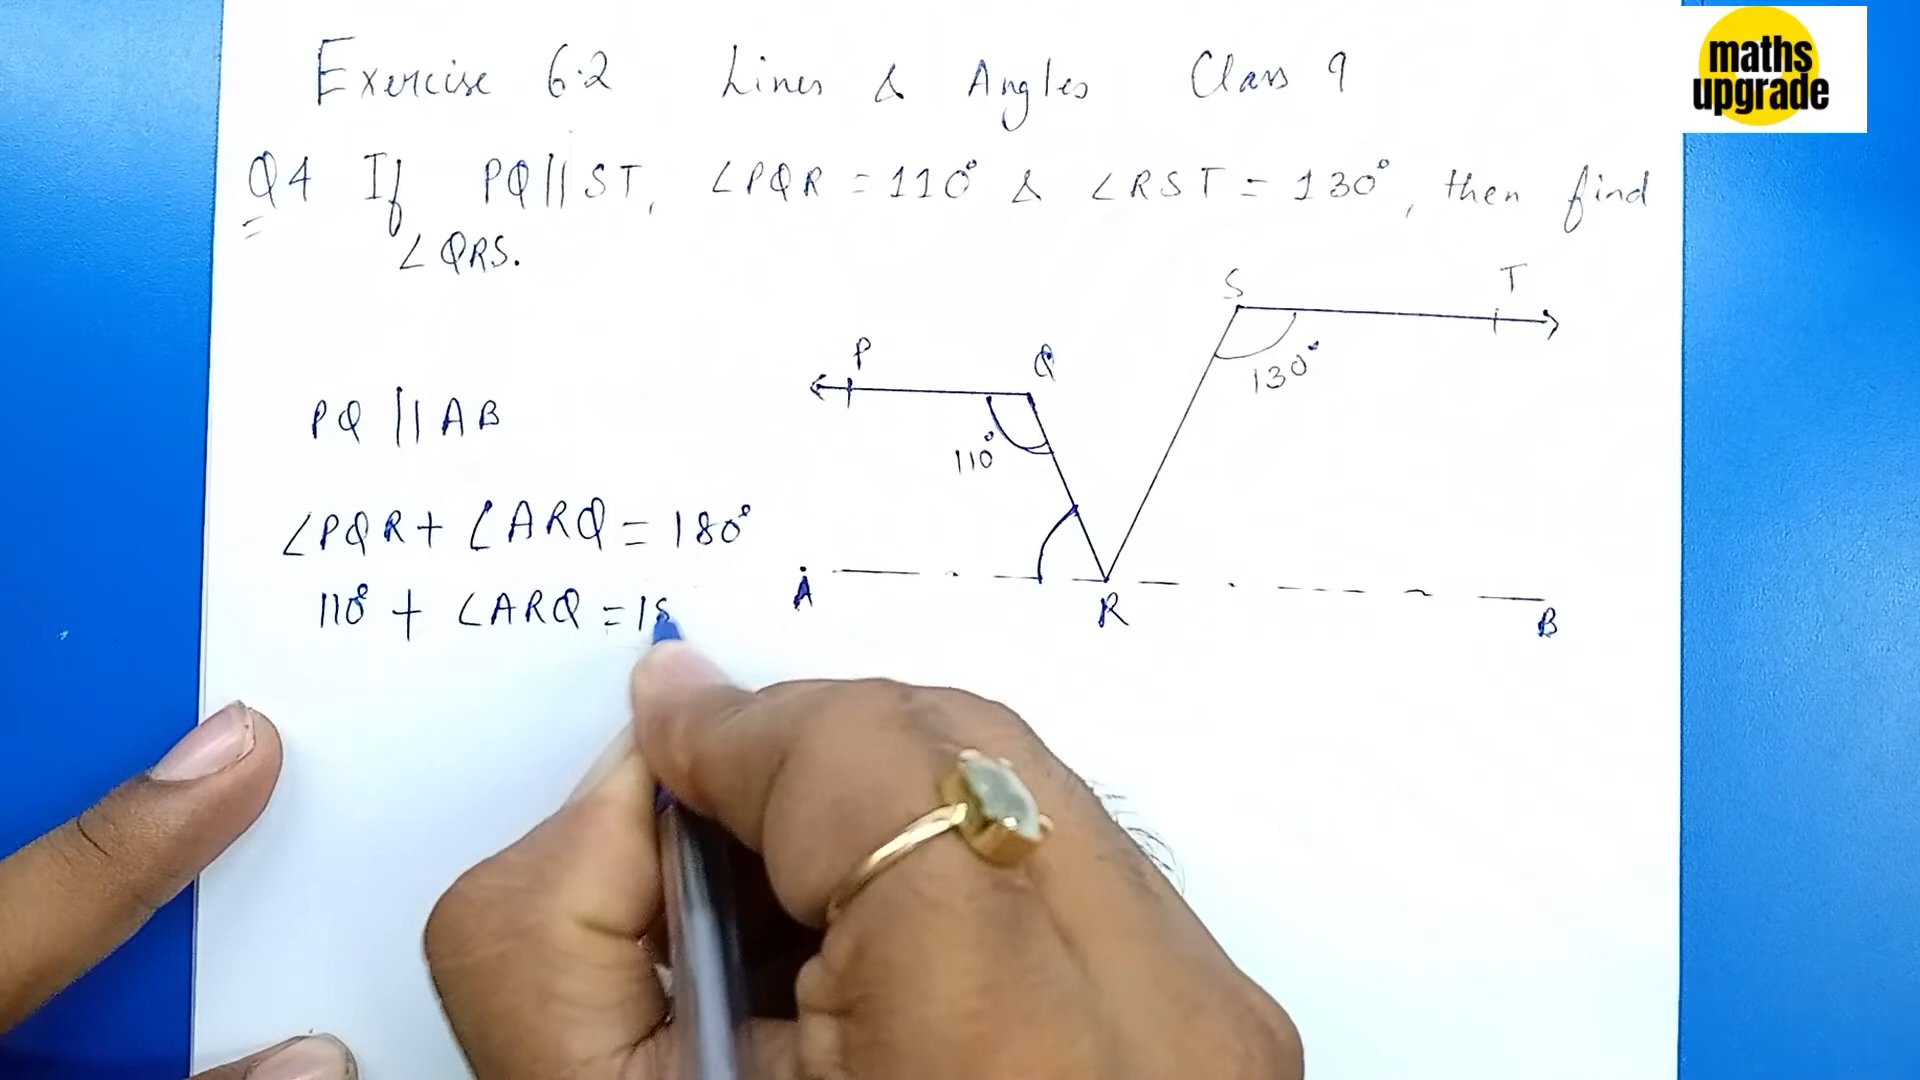 maths
upgrade
Exercise 6.2 Lines & Angles Class 9
Q4 If PQ||ST, ∠PQR = 110° & ∠RST = 130°, then find
∠QRS.
S T
P Q
130°
110°
PQ || AB
∠PQR + ∠ARQ = 180°
A R B
110° + ∠ARQ = 18